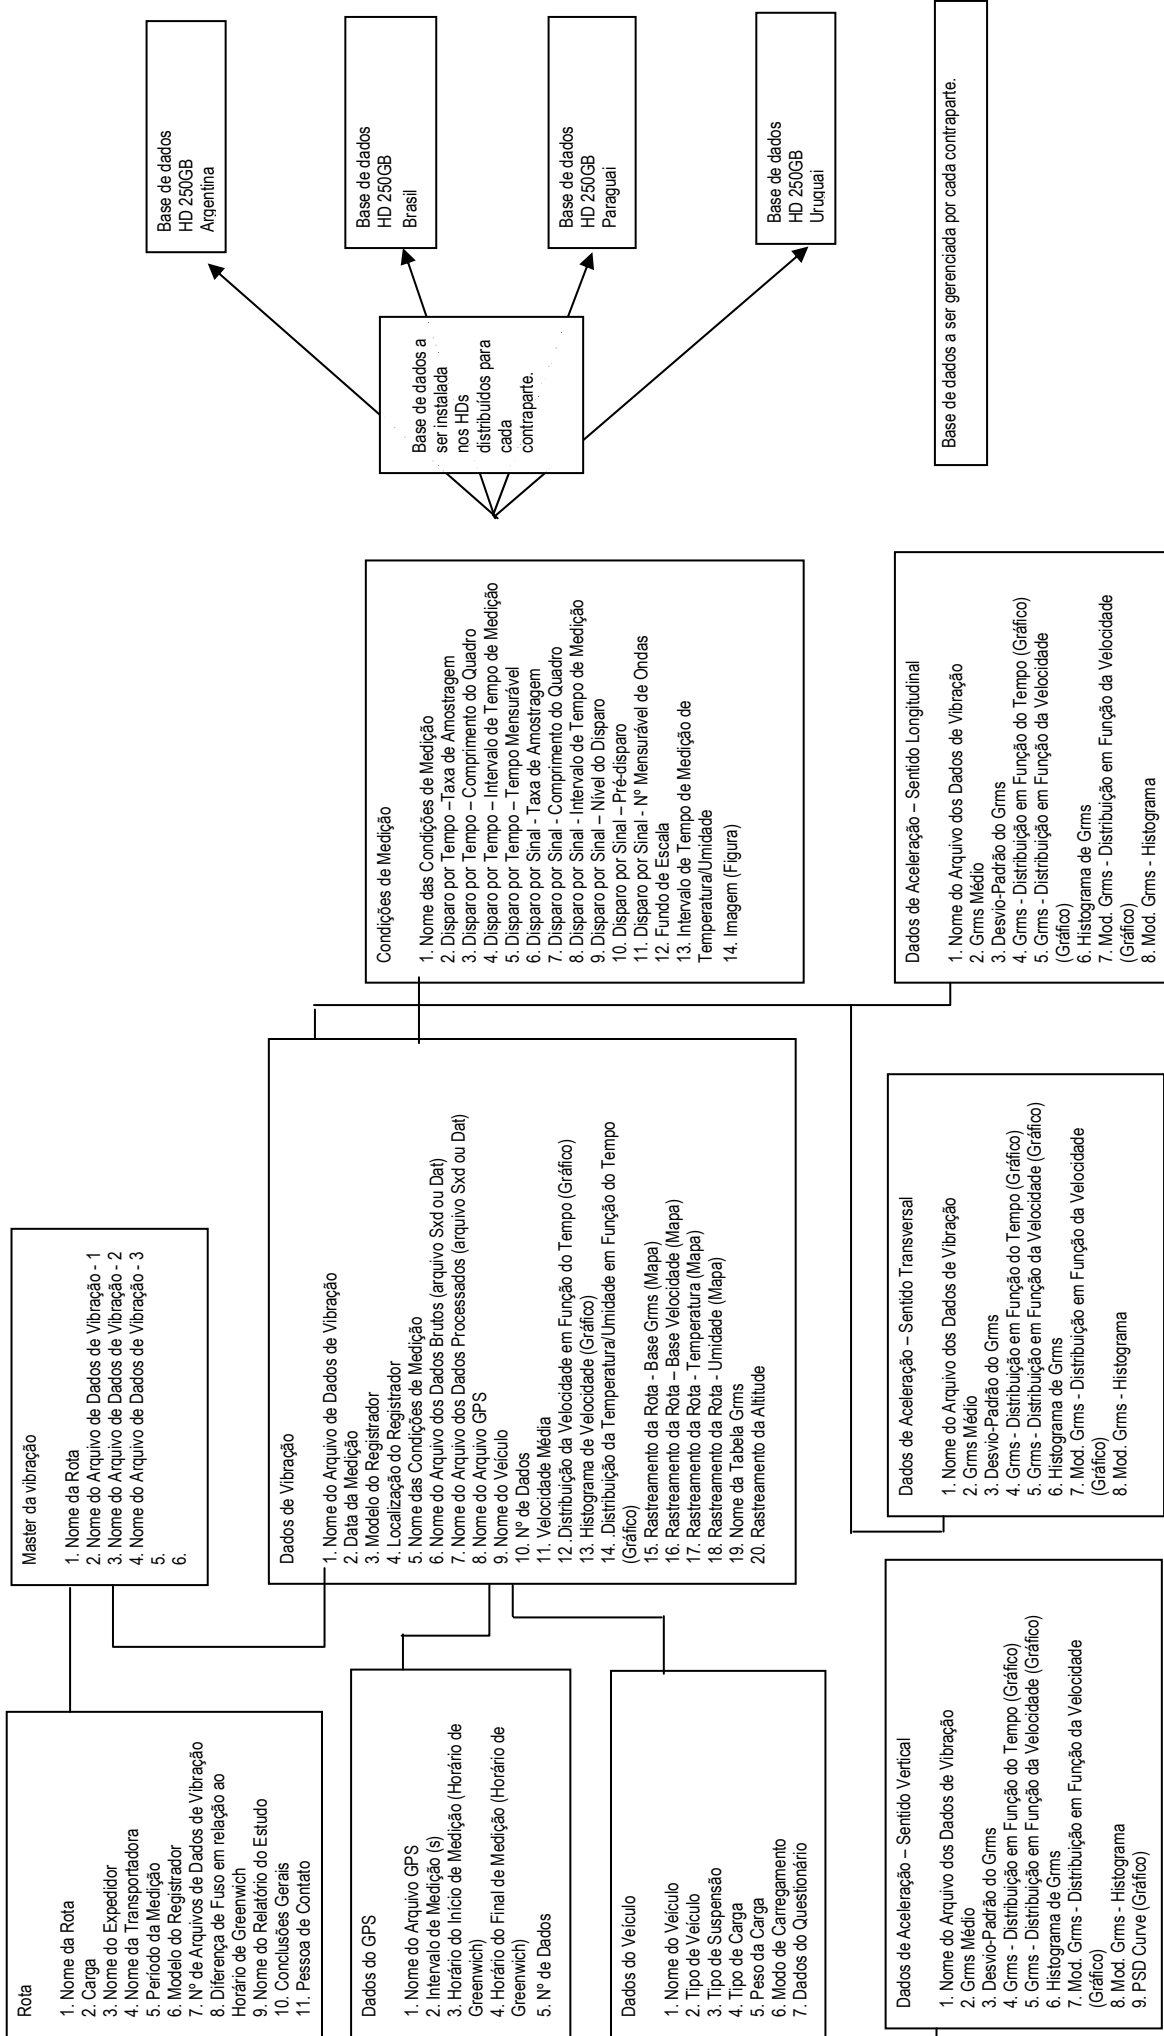 Rota
1. Nome da Rota
2. Carga
3. Nome do Expedidor
4. Nome da Transportadora
5. Período da Medição
6. Modelo do Registrador
7. Nº de Arquivos de Dados de Vibração
8. Diferença de Fuso em relação ao
Horário de Greenwich
9. Nome do Relatório do Estudo
10. Conclusões Gerais
11. Pessoa de Contato
Master da vibração
1. Nome da Rota
2. Nome do Arquivo de Dados de Vibração - 1
3. Nome do Arquivo de Dados de Vibração - 2
4. Nome do Arquivo de Dados de Vibração - 3
5.
6.
Dados do GPS
1. Nome do Arquivo GPS
2. Intervalo de Medição (s)
3. Horário do Início de Medição (Horário de
Greenwich)
4. Horário do Final de Medição (Horário de
Greenwich)
5. Nº de Dados
Dados do Veículo
1. Nome do Veículo
2. Tipo de Veículo
3. Tipo de Suspensão
4. Tipo de Carga
5. Peso da Carga
6. Modo de Carregamento
7. Dados do Questionário
Dados de Vibração
1. Nome do Arquivo de Dados de Vibração
2. Data da Medição
3. Modelo do Registrador
4. Localização do Registrador
5. Nome das Condições de Medição
6. Nome do Arquivo dos Dados Brutos (arquivo Sxd ou Dat)
7. Nome do Arquivo dos Dados Processados (arquivo Sxd ou Dat)
8. Nome do Arquivo GPS
9. Nome do Veículo
10. Nº de Dados
11. Velocidade Média
12. .Distribuição da Velocidade em Função do Tempo (Gráfico)
13. Histograma de Velocidade (Gráfico)
14. .Distribuição da Temperatura/Umidade em Função do Tempo
(Gráfico)
15. Rastreamento da Rota - Base Grms (Mapa)
16. Rastreamento da Rota – Base Velocidade (Mapa)
17. Rastreamento da Rota - Temperatura (Mapa)
18. Rastreamento da Rota - Umidade (Mapa)
19. Nome da Tabela Grms
20. Rastreamento da Altitude
Condições de Medição
1. Nome das Condições de Medição
2. Disparo por Tempo –Taxa de Amostragem
3. Disparo por Tempo – Comprimento do Quadro
4. Disparo por Tempo – Intervalo de Tempo de Medição
5. Disparo por Tempo – Tempo Mensurável
6. Disparo por Sinal - Taxa de Amostragem
7. Disparo por Sinal - Comprimento do Quadro
8. Disparo por Sinal - Intervalo de Tempo de Medição
9. Disparo por Sinal – Nível do Disparo
10. Disparo por Sinal – Pré-disparo
11. Disparo por Sinal - Nº Mensurável de Ondas
12. Fundo de Escala
13. Intervalo de Tempo de Medição de
Temperatura/Umidade
14. Imagem (Figura)
Base de dados a
ser instalada
nos HDs
distribuídos para
cada
contraparte.
Base de dados
HD 250GB
Argentina
Base de dados
HD 250GB
Brasil
Base de dados
HD 250GB
Paraguai
Base de dados
HD 250GB
Uruguai
Dados de Aceleração – Sentido Vertical
1. Nome do Arquivo dos Dados de Vibração
2. Grms Médio
3. Desvio-Padrão do Grms
4. Grms - Distribuição em Função do Tempo (Gráfico)
5. Grms - Distribuição em Função da Velocidade (Gráfico)
6. Histograma de Grms
7. Mod. Grms - Distribuição em Função da Velocidade
(Gráfico)
8. Mod. Grms - Histograma
9. PSD Curve (Gráfico)
Dados de Aceleração – Sentido Transversal
1. Nome do Arquivo dos Dados de Vibração
2. Grms Médio
3. Desvio-Padrão do Grms
4. Grms - Distribuição em Função do Tempo (Gráfico)
5. Grms - Distribuição em Função da Velocidade (Gráfico)
6. Histograma de Grms
7. Mod. Grms - Distribuição em Função da Velocidade
(Gráfico)
8. Mod. Grms - Histograma
Dados de Aceleração – Sentido Longitudinal
1. Nome do Arquivo dos Dados de Vibração
2. Grms Médio
3. Desvio-Padrão do Grms
4. Grms - Distribuição em Função do Tempo (Gráfico)
5. Grms - Distribuição em Função da Velocidade
(Gráfico)
6. Histograma de Grms
7. Mod. Grms - Distribuição em Função da Velocidade
(Gráfico)
8. Mod. Grms - Histograma
Base de dados a ser gerenciada por cada contraparte.